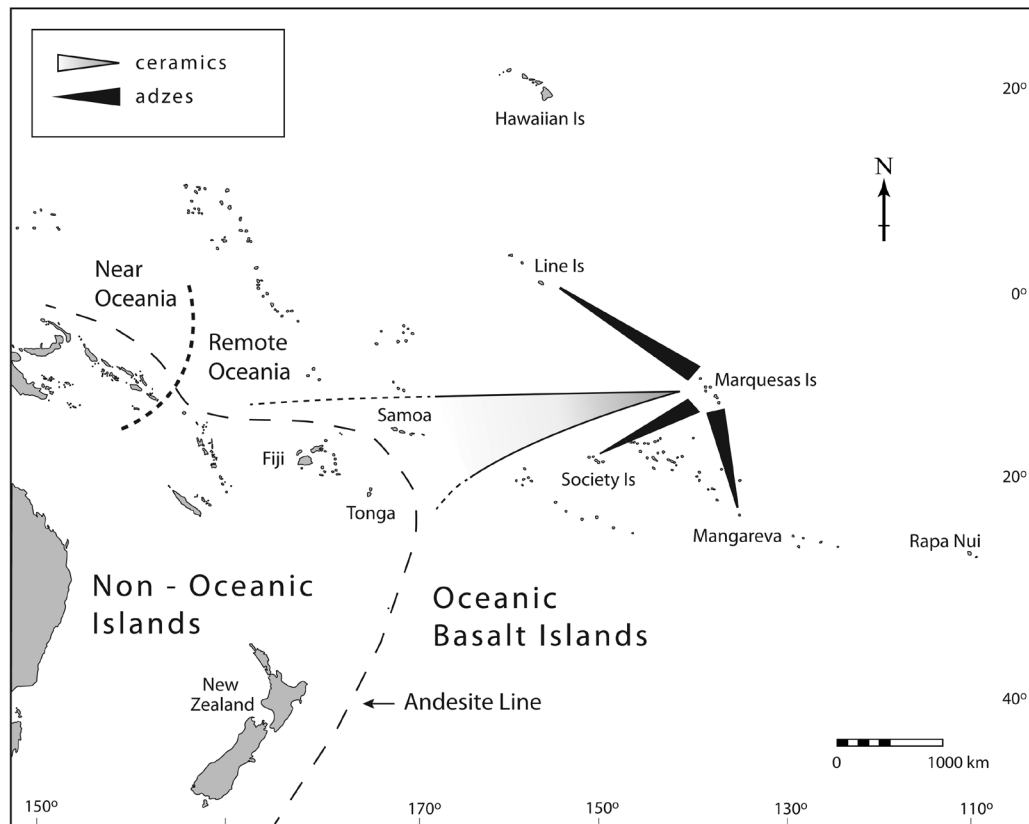 ceramics
adzes
Hawaiian Is
20º
N
Near
Oceania
Line Is
0º
Remote
Oceania
Marquesas Is
Samoa
Fiji
Society Is
20º
Tonga
Mangareva
Rapa Nui
Non - Oceanic
Islands
Oceanic
Basalt Islands
New
Zealand
Andesite Line
40º
0
1000 km
150º
170º
150º
130º
110º